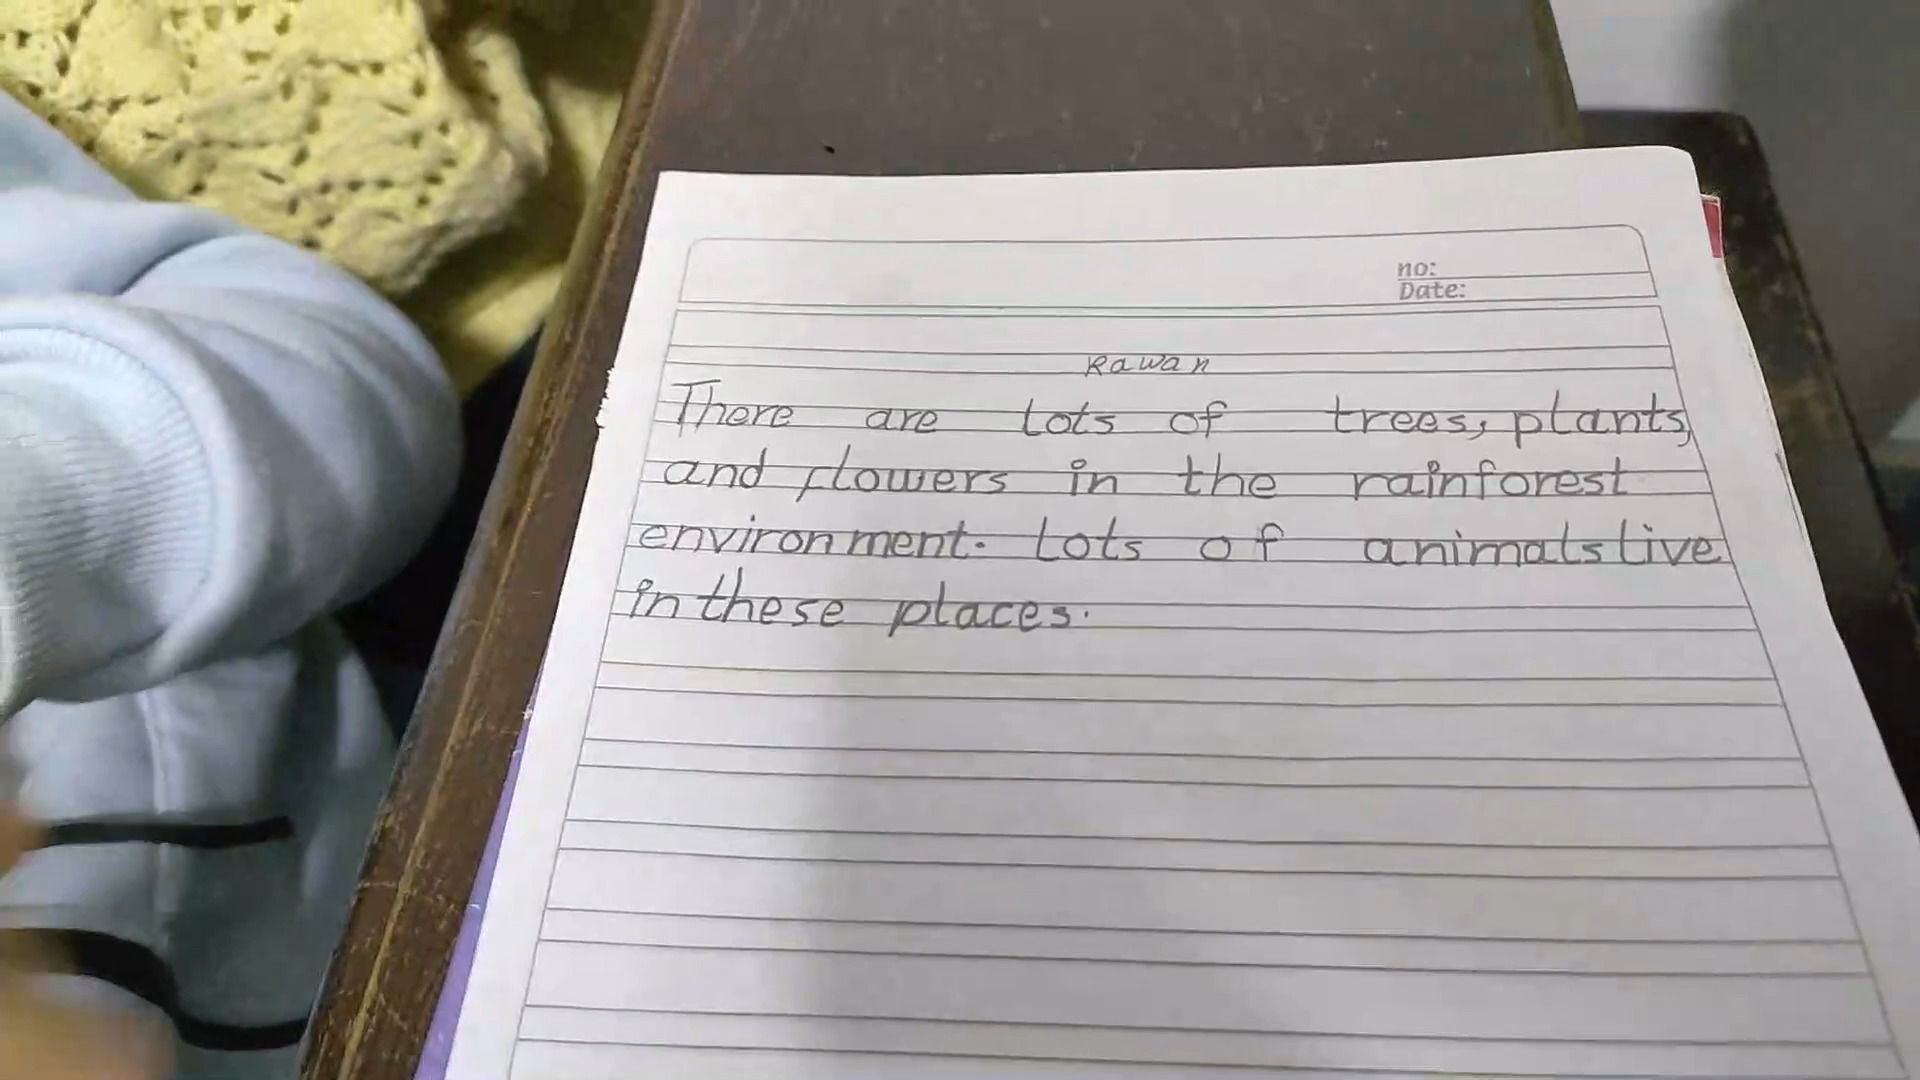 no:
Date:
Rawan
There are lots of trees, plants,
and flowers in the rainforest
environment. Lots of animals live
in these places.